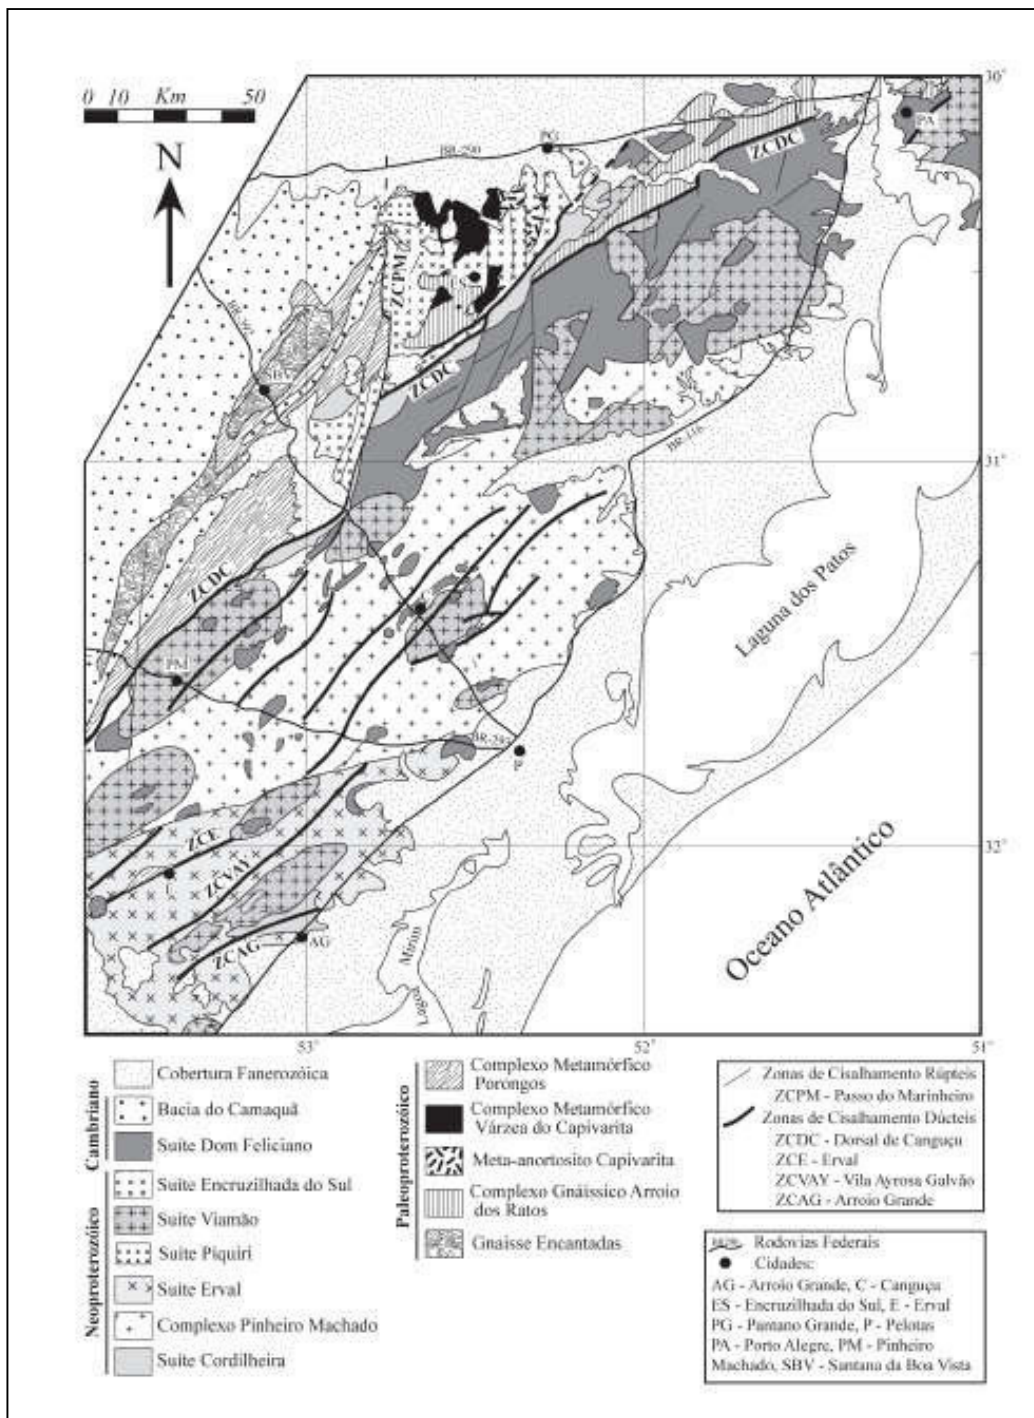 0 10 Km 50
N
30°
PA
PG
BR-290
ZCDC
ZCPM
SBV
ZCDC
BR-116
31°
ZCDC
PM
Laguna dos Patos
BR-293
P
ZCE
ZCVAY
32°
ZCAG
AG
Lagoa Mirim
Oceano Atlântico
53°
52°
51°
Cobertura Fanerozóica
Cambriano
Bacia do Camaquã
Suíte Dom Feliciano
Neoproterozóico
Suíte Encruzilhada do Sul
Suíte Viamão
Suíte Piquiri
Suíte Erval
Complexo Pinheiro Machado
Suíte Cordilheira
Paleoproterozóico
Complexo Metamórfico
Porongos
Complexo Metamórfico
Várzea do Capivarita
Meta-anortosito Capivarita
Complexo Gnáissico Arroio
dos Ratos
Gnaisse Encantadas
Zonas de Cisalhamento Rúpteis
ZCPM - Passo do Marinheiro
Zonas de Cisalhamento Dúcteis
ZCDC - Dorsal de Canguçu
ZCE - Erval
ZCVAY - Vila Ayrosa Galvão
ZCAG - Arroio Grande
Rodovias Federais
Cidades:
AG - Arroio Grande, C - Canguçu
ES - Encruzilhada do Sul, E - Erval
PG - Pantano Grande, P - Pelotas
PA - Porto Alegre, PM - Pinheiro
Machado, SBV - Santana da Boa Vista